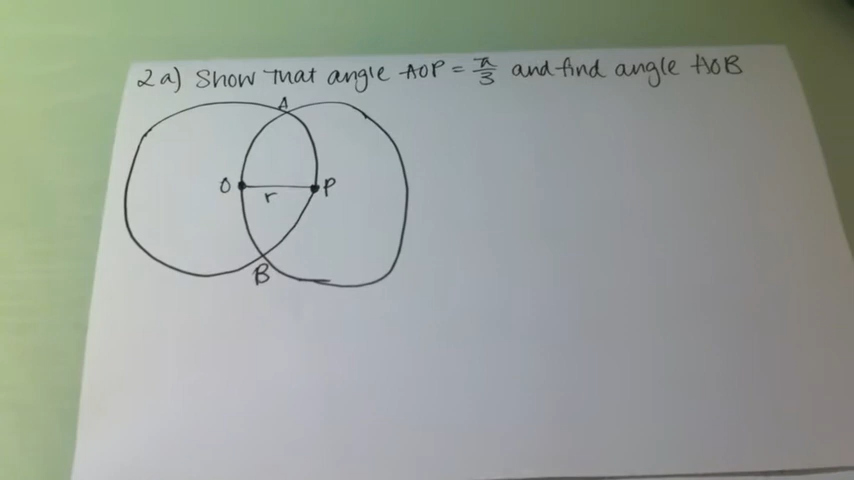 2a) Show that angle AOP = π/3 and find angle AOB
A
O
r
P
B